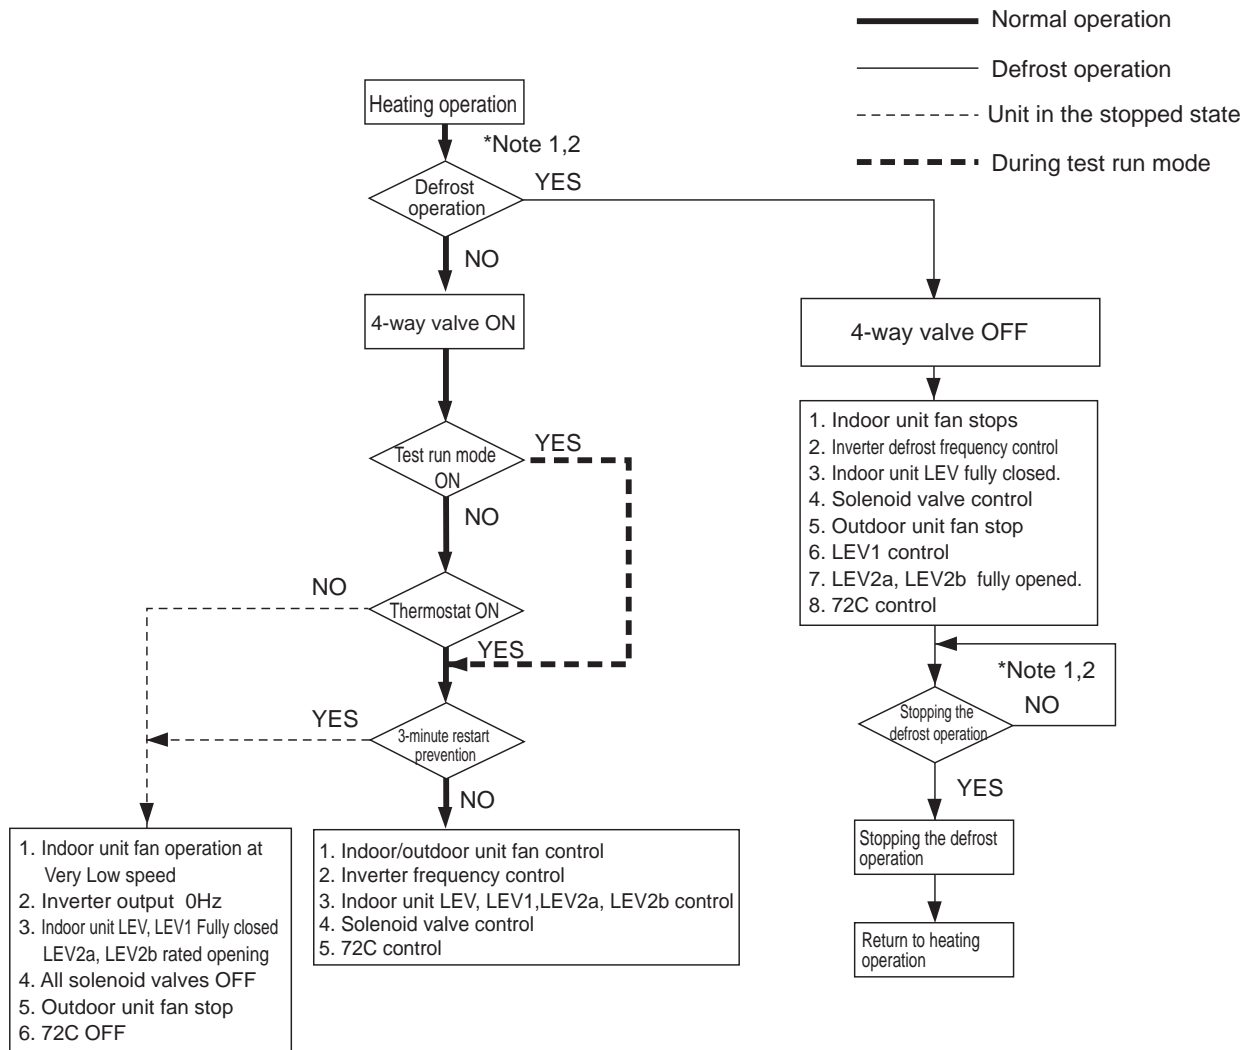 Normal operation
Defrost operation
Unit in the stopped state
During test run mode
Heating operation
*Note 1,2
Defrost
operation
YES
NO
4-way valve ON
4-way valve OFF
Test run mode
ON
YES
NO
1. Indoor unit fan stops
2. Inverter defrost frequency control
3. Indoor unit LEV fully closed.
4. Solenoid valve control
5. Outdoor unit fan stop
6. LEV1 control
7. LEV2a, LEV2b fully opened.
8. 72C control
NO
Thermostat ON
YES
*Note 1,2
NO
Stopping the
defrost operation
YES
YES
3-minute restart
prevention
NO
1. Indoor unit fan operation at
Very Low speed
2. Inverter output 0Hz
3. Indoor unit LEV, LEV1 Fully closed
LEV2a, LEV2b rated opening
4. All solenoid valves OFF
5. Outdoor unit fan stop
6. 72C OFF
1. Indoor/outdoor unit fan control
2. Inverter frequency control
3. Indoor unit LEV, LEV1,LEV2a, LEV2b control
4. Solenoid valve control
5. 72C control
Stopping the defrost
operation
Return to heating
operation